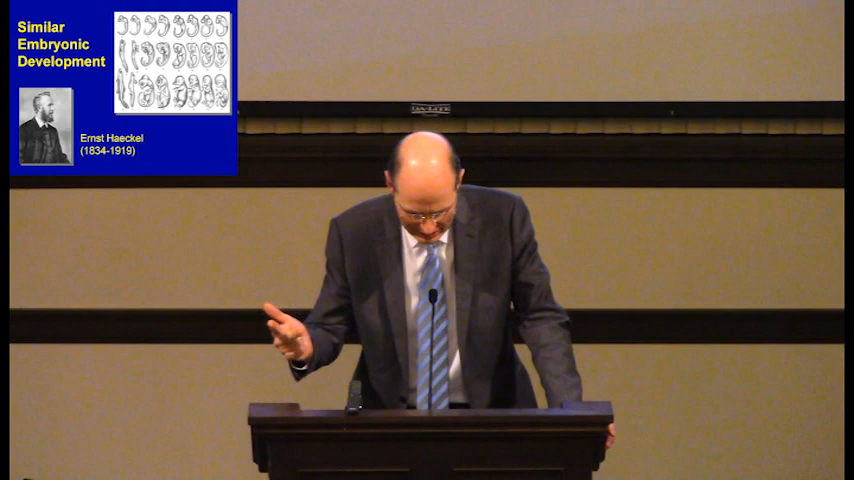 Similar
Embryonic
Development
Ernst Haeckel
(1834-1919)
DA-LITE